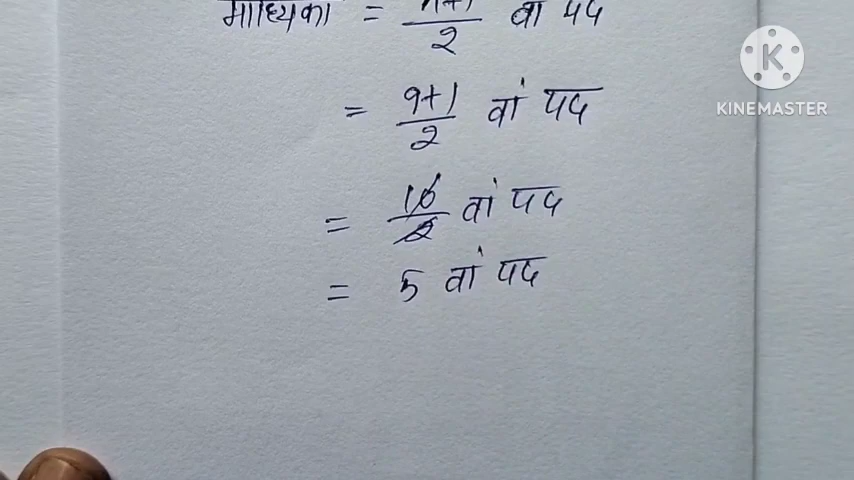 माध्यिका = n+1/2 वां पद
= 9+1/2 वां पद
= 10/2 वां पद
= 5 वां पद
K
KINEMASTER